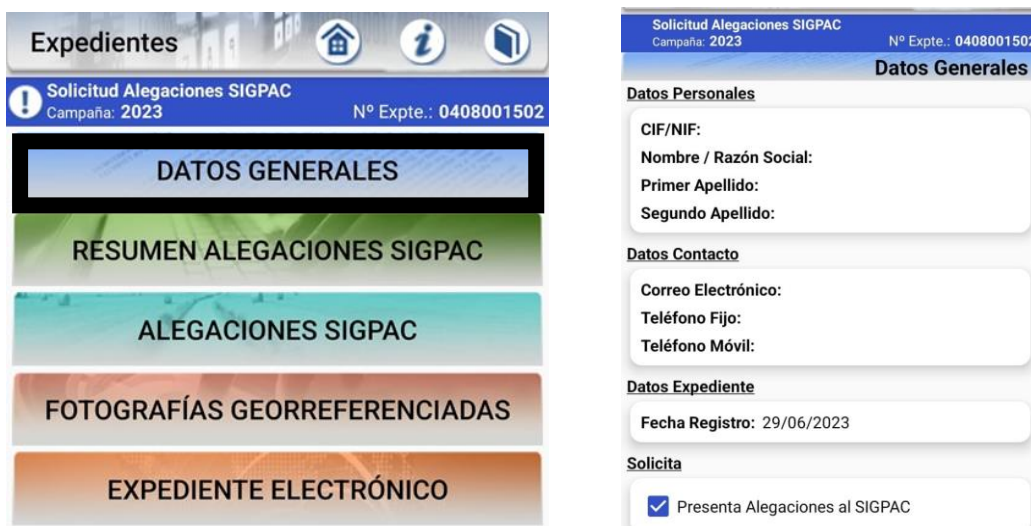 Expedientes
Solicitud Alegaciones SIGPAC
Campaña: 2023 Nº Expte.: 0408001502
DATOS GENERALES
RESUMEN ALEGACIONES SIGPAC
ALEGACIONES SIGPAC
FOTOGRAFÍAS GEORREFERENCIADAS
EXPEDIENTE ELECTRÓNICO
Solicitud Alegaciones SIGPAC
Campaña: 2023 Nº Expte.: 0408001502
Datos Generales
Datos Personales
CIF/NIF:
Nombre / Razón Social:
Primer Apellido:
Segundo Apellido:
Datos Contacto
Correo Electrónico:
Teléfono Fijo:
Teléfono Móvil:
Datos Expediente
Fecha Registro: 29/06/2023
Solicita
Presenta Alegaciones al SIGPAC